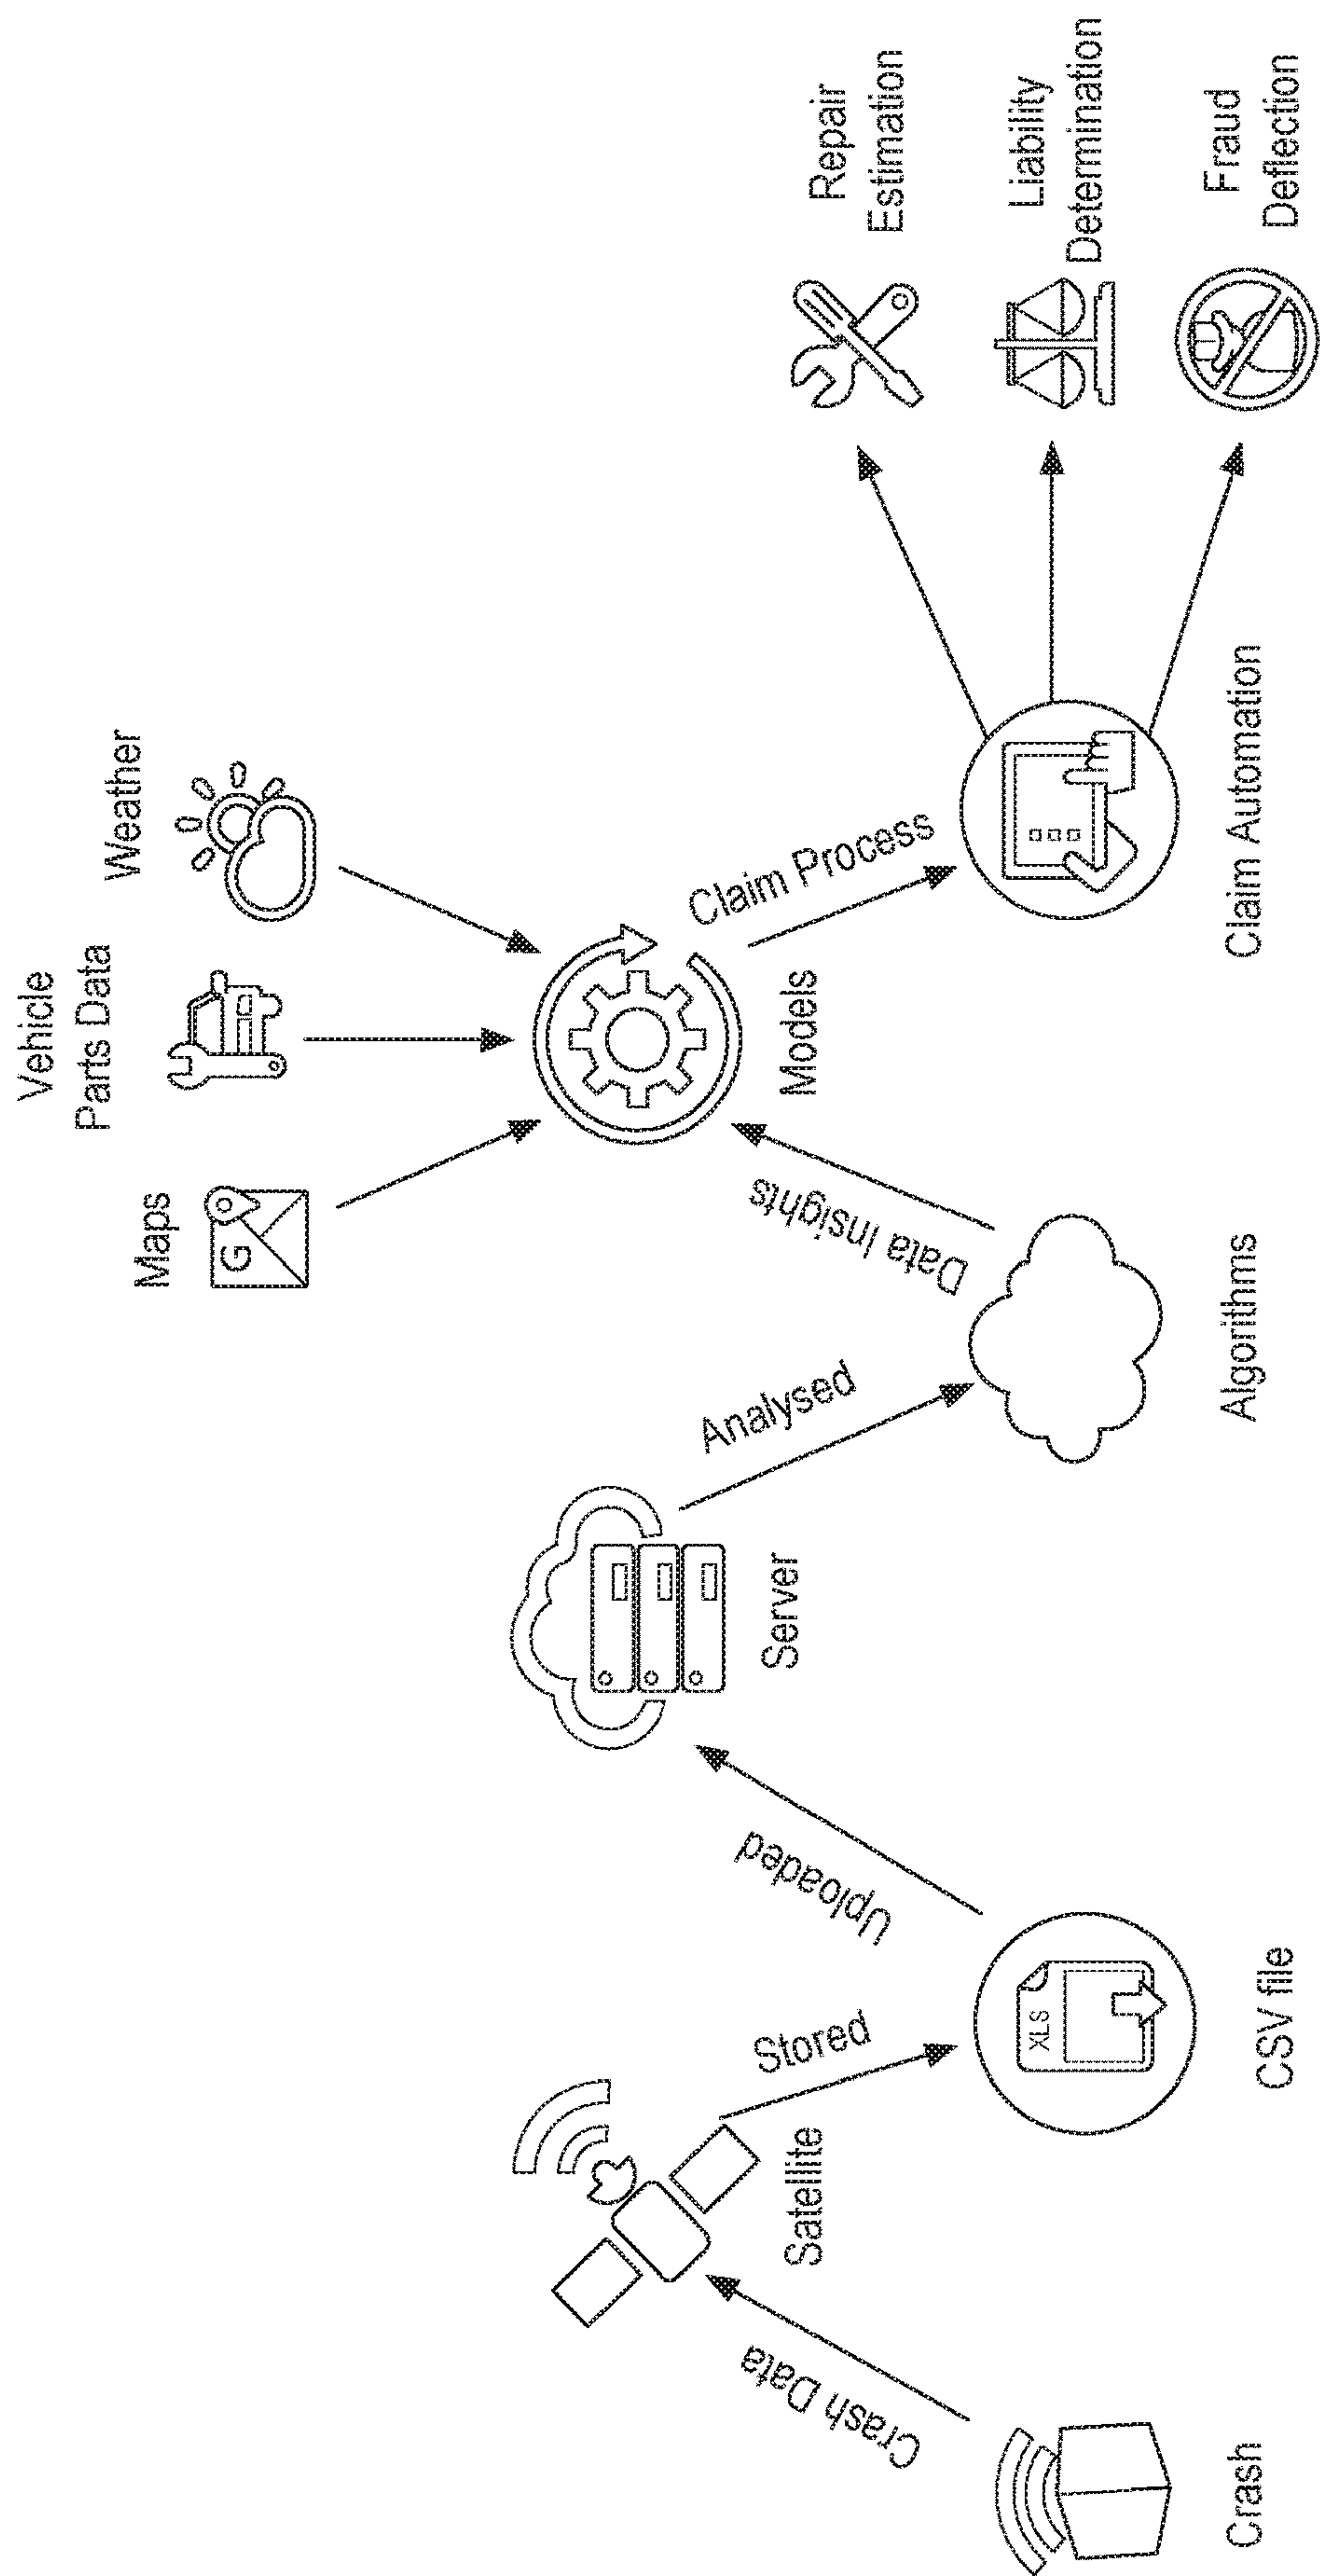 Crash
Crash Data
Satellite
Stored
XLS
CSV file
Uploaded
Server
Analysed
Algorithms
Data Insights
Maps
G
Vehicle
Parts Data
Weather
Models
Claim Process
Claim Automation
Repair
Estimation
Liability
Determination
Fraud
Deflection